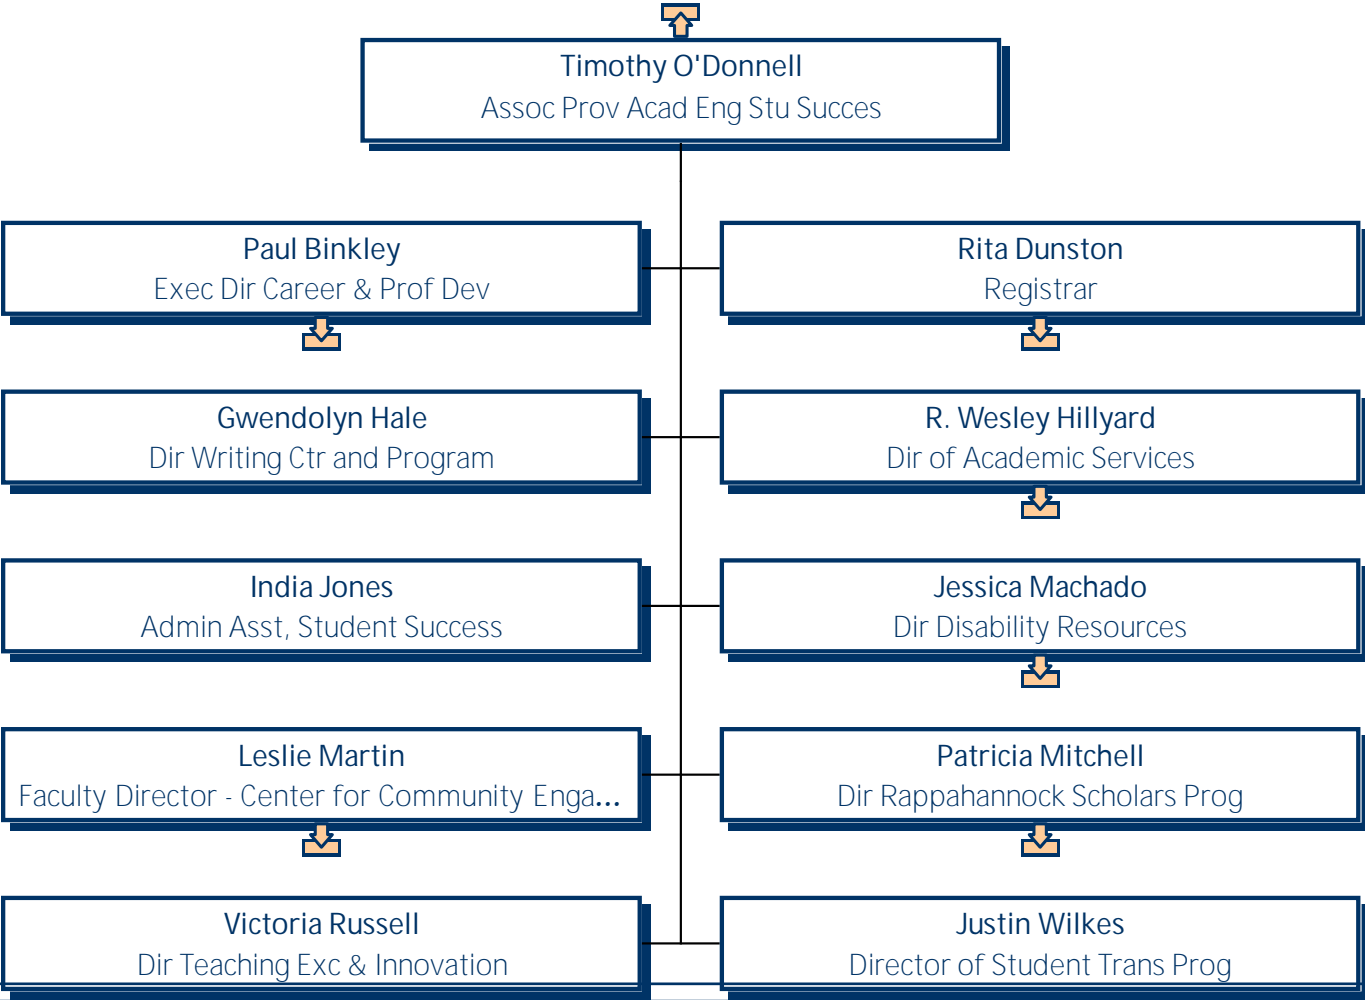 Timothy O'Donnell
Assoc Prov Acad Eng Stu Succes
Paul Binkley
Exec Dir Career & Prof Dev
Rita Dunston
Registrar
Gwendolyn Hale
Dir Writing Ctr and Program
R. Wesley Hillyard
Dir of Academic Services
India Jones
Admin Asst, Student Success
Jessica Machado
Dir Disability Resources
Leslie Martin
Faculty Director - Center for Community Enga...
Patricia Mitchell
Dir Rappahannock Scholars Prog
Victoria Russell
Dir Teaching Exc & Innovation
Justin Wilkes
Director of Student Trans Prog